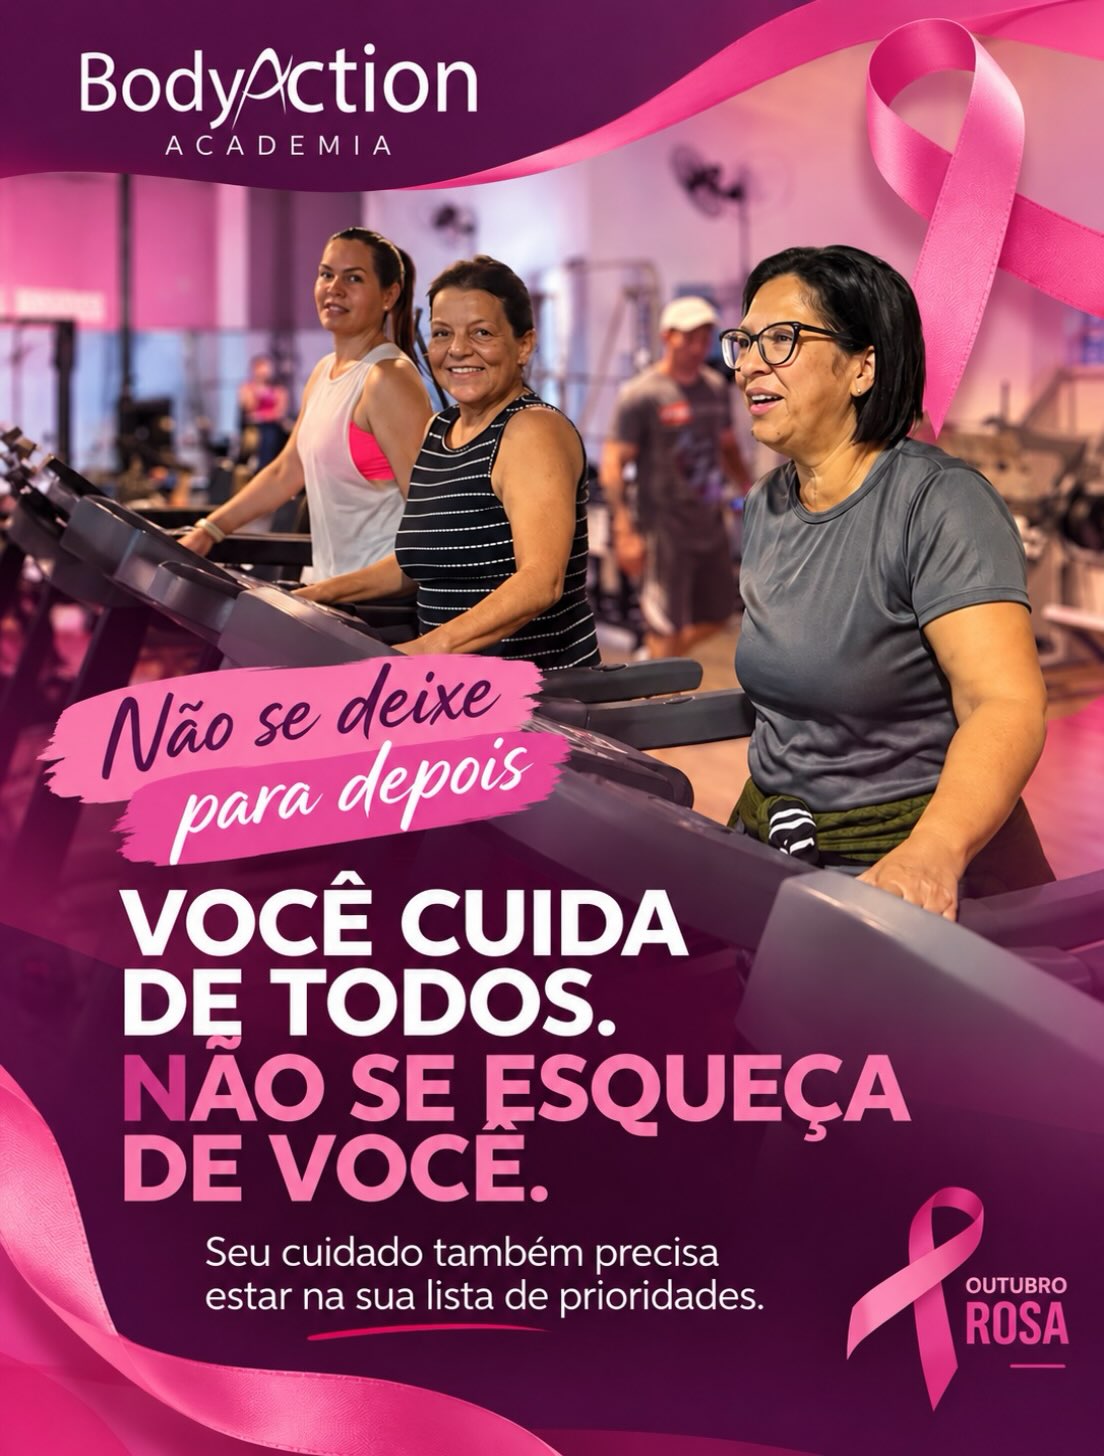 BodyAction
ACADEMIA
Não se deixe
para depois
VOCÊ CUIDA
DE TODOS.
NÃO SE ESQUEÇA
DE VOCÊ.
Seu cuidado também precisa
estar na sua lista de prioridades.
OUTUBRO
ROSA